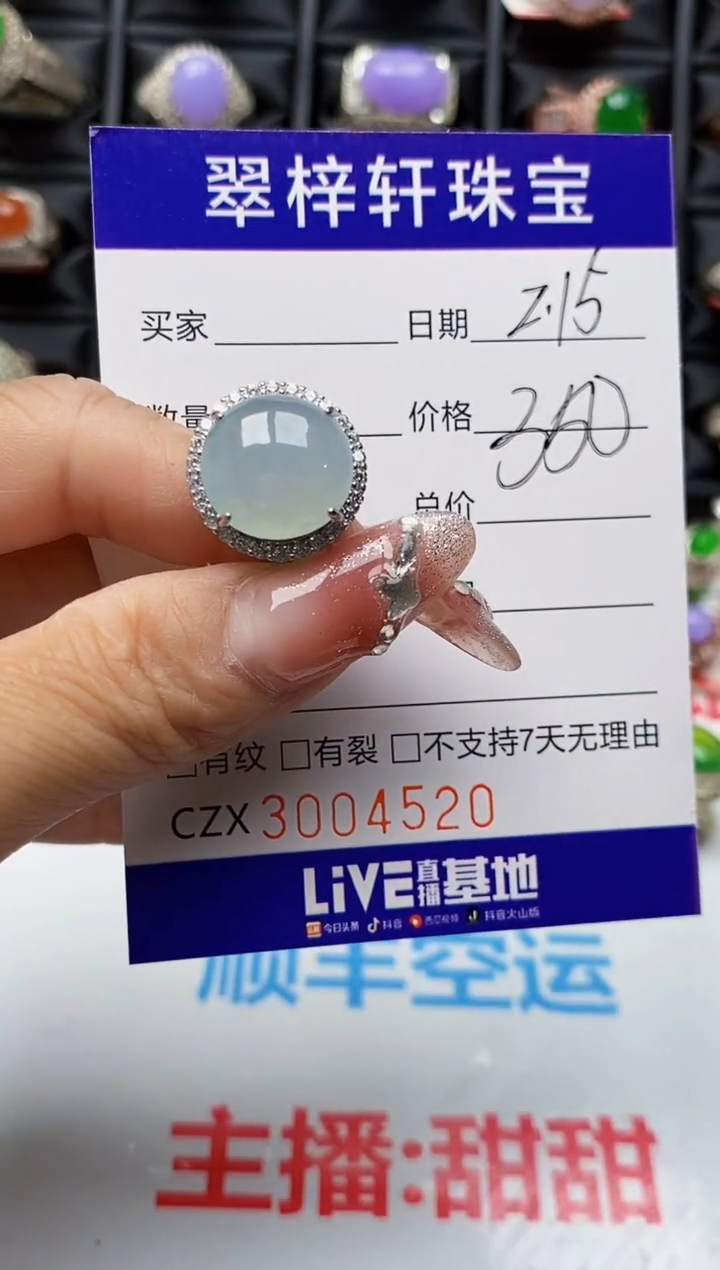 翠梓轩珠宝
买家 日期 2.15
数量 价格 360
总价
□有纹 □有裂 □不支持7天无理由
CZX 3004520
LiVE直播基地
今日头条 抖音 西瓜视频 抖音火山版
顺丰空运
主播:甜甜